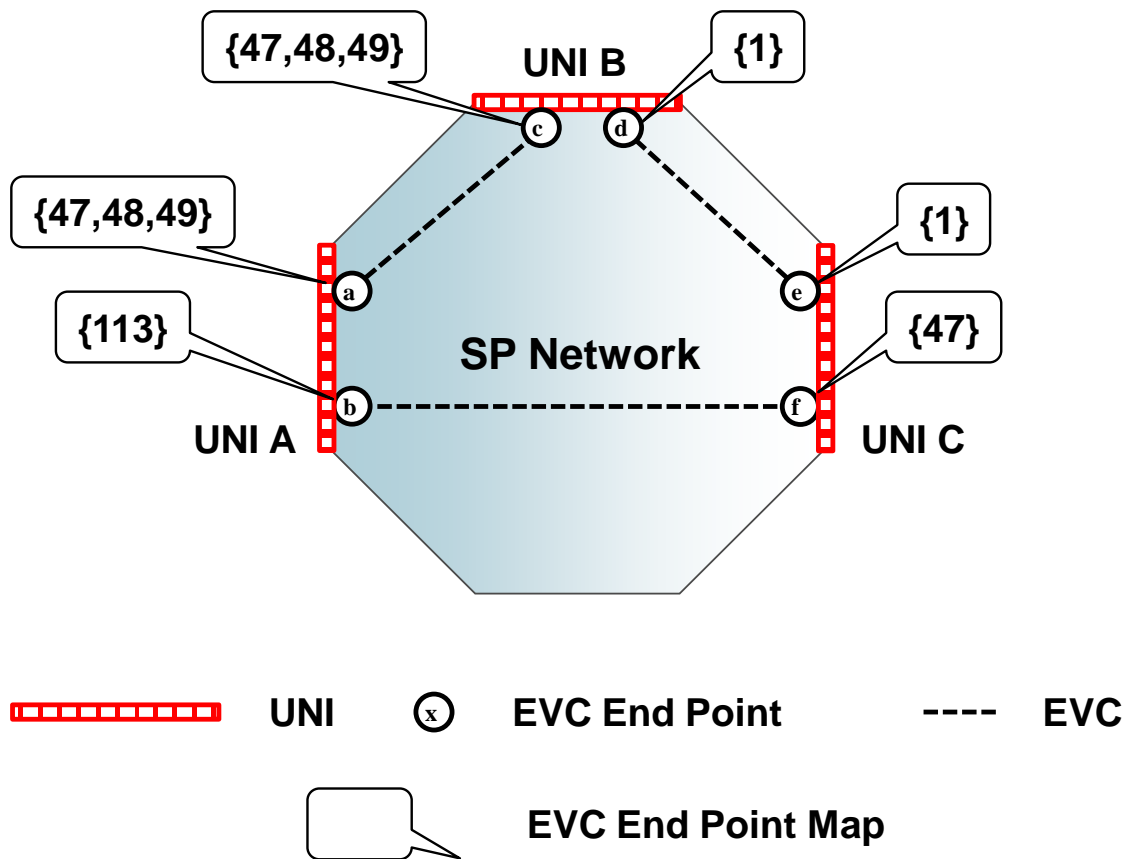 {47,48,49}
UNI B
{1}
c
d
{47,48,49}
{1}
a
e
{113}
SP Network
{47}
b
f
UNI A
UNI C
UNI
x
EVC End Point
EVC
EVC End Point Map